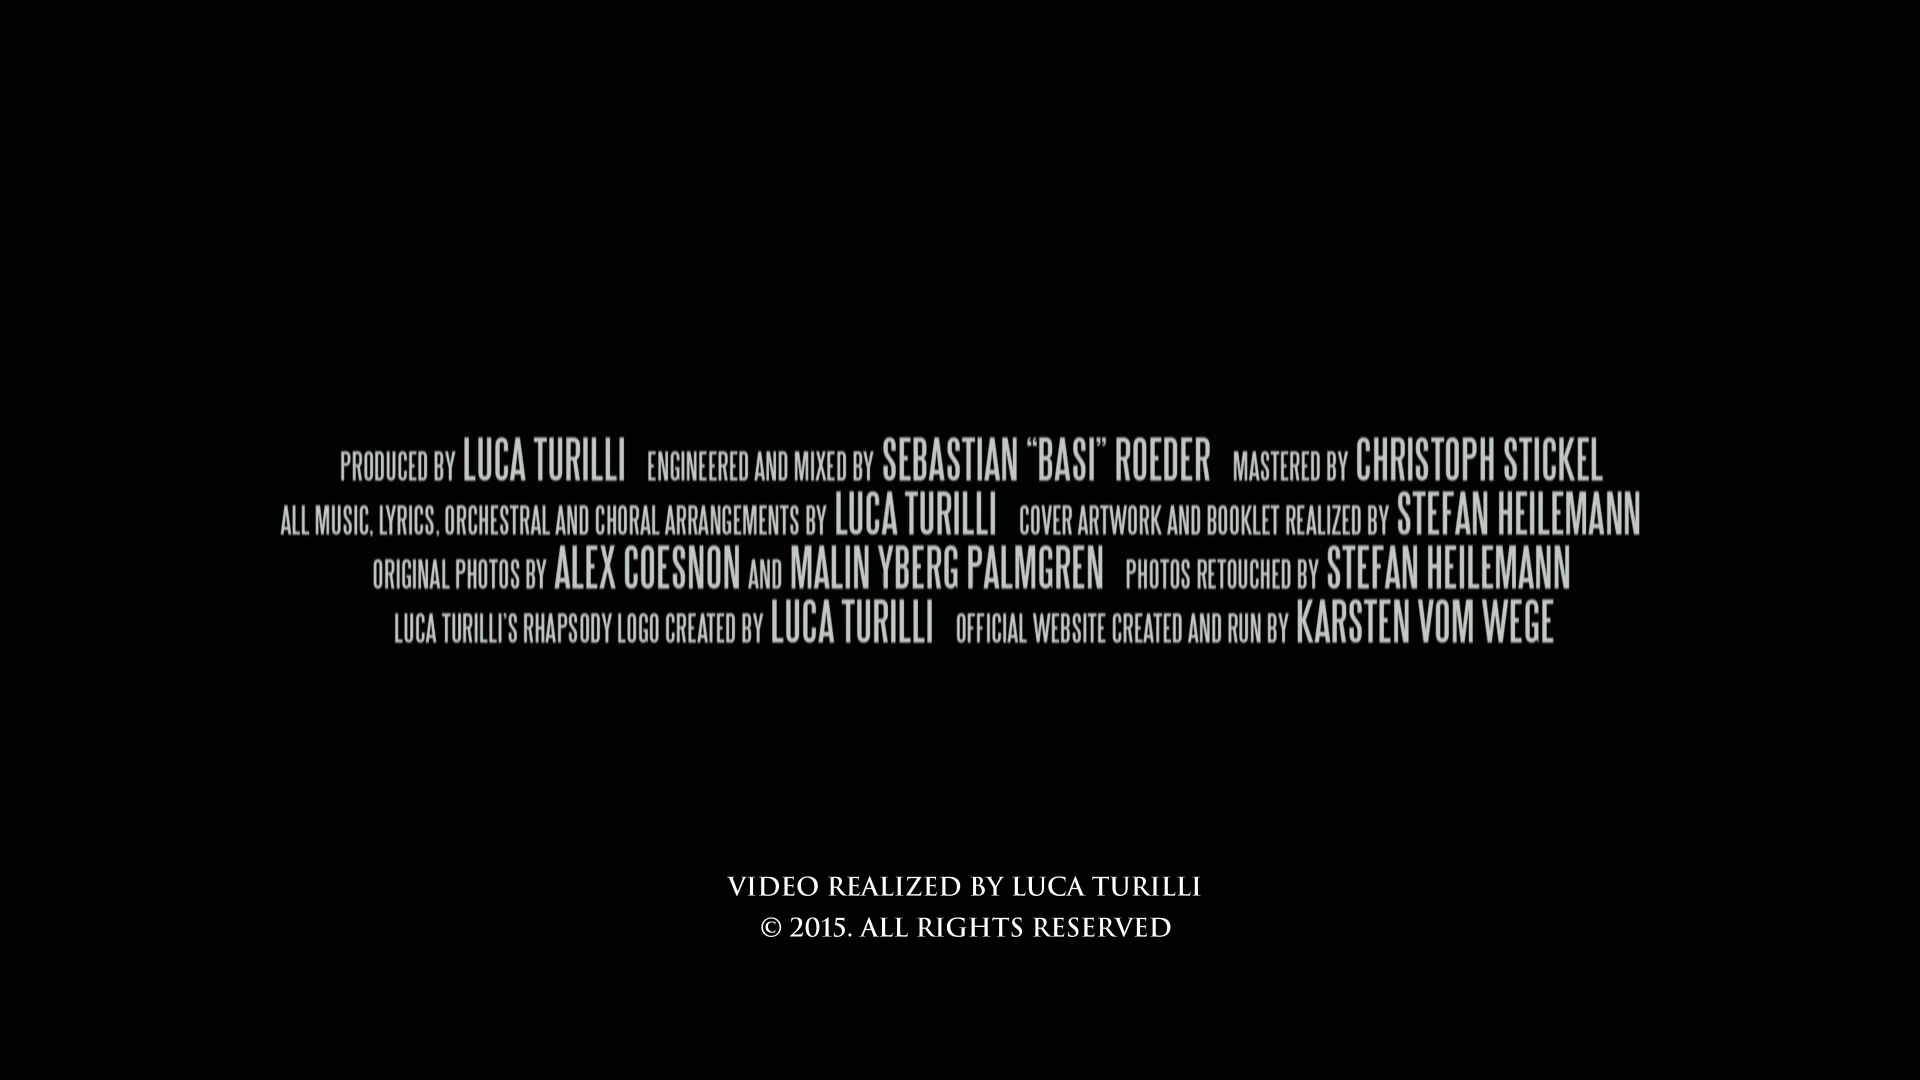 PRODUCED BY LUCA TURILLI ENGINEERED AND MIXED BY SEBASTIAN “BASI” ROEDER MASTERED BY CHRISTOPH STICKEL
ALL MUSIC, LYRICS, ORCHESTRAL AND CHORAL ARRANGEMENTS BY LUCA TURILLI COVER ARTWORK AND BOOKLET REALIZED BY STEFAN HEILEMANN
ORIGINAL PHOTOS BY ALEX COESNON AND MALIN YBERG PALMGREN PHOTOS RETOUCHED BY STEFAN HEILEMANN
LUCA TURILLI’S RHAPSODY LOGO CREATED BY LUCA TURILLI OFFICIAL WEBSITE CREATED AND RUN BY KARSTEN VOM WEGE
VIDEO REALIZED BY LUCA TURILLI
© 2015. ALL RIGHTS RESERVED